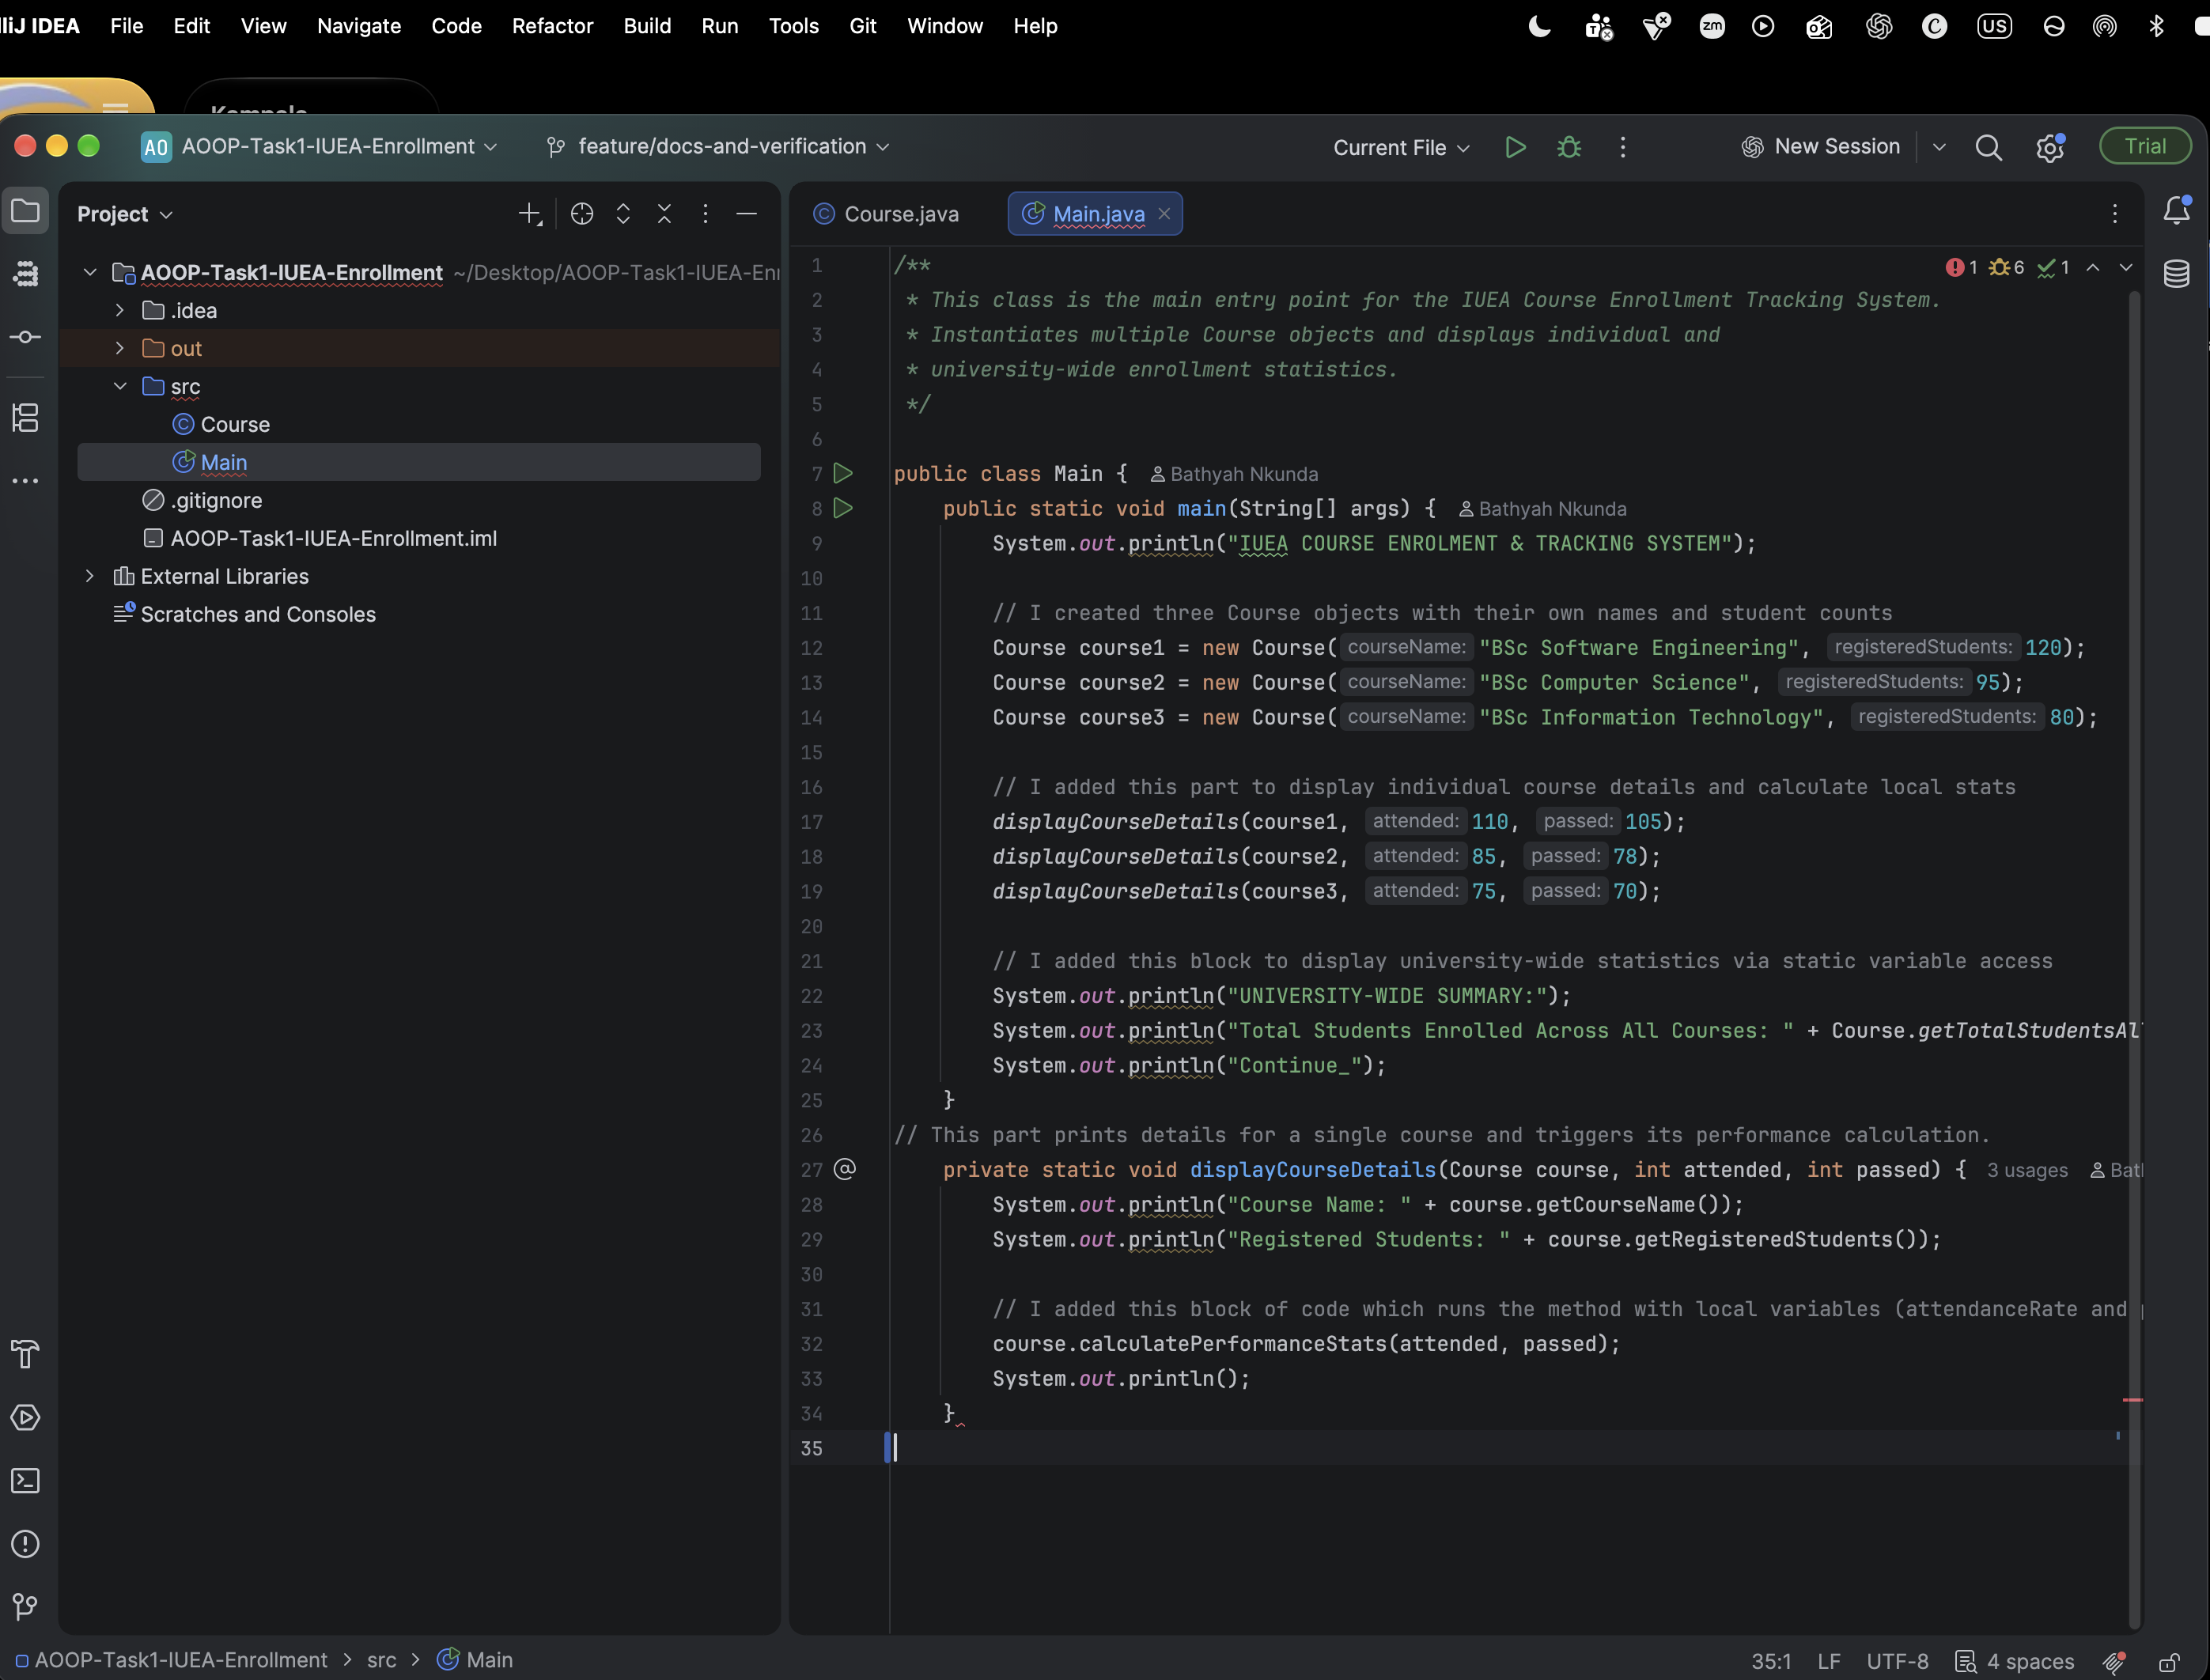 IDEA File Edit View Navigate Code Refactor Build Run Tools Git Window Help zm US
AO AOOP-Task1-IUEA-Enrollment feature/docs-and-verification Current File New Session Trial
Project
Course.java Main.java
AOOP-Task1-IUEA-Enrollment ~/Desktop/AOOP-Task1-IUEA-En
.idea
out
src
Course
Main
.gitignore
AOOP-Task1-IUEA-Enrollment.iml
External Libraries
Scratches and Consoles
1 6 1
1 /**
2 * This class is the main entry point for the IUEA Course Enrollment Tracking System.
3 * Instantiates multiple Course objects and displays individual and
4 * university-wide enrollment statistics.
5 */
6
7 public class Main { Bathyah Nkunda
8 public static void main(String[] args) { Bathyah Nkunda
9 System.out.println("IUEA COURSE ENROLMENT & TRACKING SYSTEM");
10
11 // I created three Course objects with their own names and student counts
12 Course course1 = new Course( courseName: "BSc Software Engineering", registeredStudents: 120);
13 Course course2 = new Course( courseName: "BSc Computer Science", registeredStudents: 95);
14 Course course3 = new Course( courseName: "BSc Information Technology", registeredStudents: 80);
15
16 // I added this part to display individual course details and calculate local stats
17 displayCourseDetails(course1, attended: 110, passed: 105);
18 displayCourseDetails(course2, attended: 85, passed: 78);
19 displayCourseDetails(course3, attended: 75, passed: 70);
20
21 // I added this block to display university-wide statistics via static variable access
22 System.out.println("UNIVERSITY-WIDE SUMMARY:");
23 System.out.println("Total Students Enrolled Across All Courses: " + Course.getTotalStudentsAl
24 System.out.println("Continue_");
25 }
26 // This part prints details for a single course and triggers its performance calculation.
27 private static void displayCourseDetails(Course course, int attended, int passed) { 3 usages Bat
28 System.out.println("Course Name: " + course.getCourseName());
29 System.out.println("Registered Students: " + course.getRegisteredStudents());
30
31 // I added this block of code which runs the method with local variables (attendanceRate and
32 course.calculatePerformanceStats(attended, passed);
33 System.out.println();
34 }
35
AOOP-Task1-IUEA-Enrollment > src > Main 35:1 LF UTF-8 4 spaces